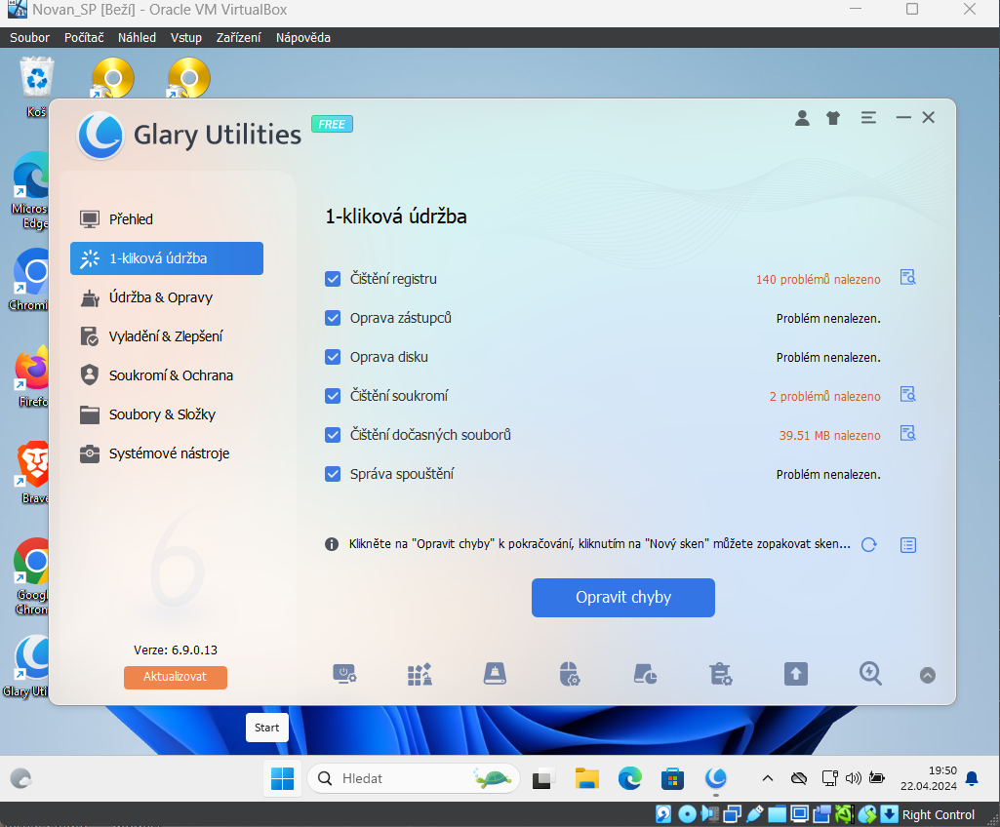 Novan_SP [Beží] - Oracle VM VirtualBox
Soubor Počítač Náhled Vstup Zařízení Nápověda
Koš
Glary Utilities FREE
Microso
Edge
Chromi
Firefo
Brave
Googl
Chron
Glary Uti
Přehled
1-kliková údržba
Údržba & Opravy
Vyladění & Zlepšení
Soukromí & Ochrana
Soubory & Složky
Systémové nástroje
Verze: 6.9.0.13
Aktualizovat
1-kliková údržba
Čištění registru 140 problémů nalezeno
Oprava zástupců Problém nenalezen.
Oprava disku Problém nenalezen.
Čištění soukromí 2 problémů nalezeno
Čištění dočasných souborů 39.51 MB nalezeno
Správa spouštění Problém nenalezen.
Klikněte na "Opravit chyby" k pokračování, kliknutím na "Nový sken" můžete zopakovat sken...
Opravit chyby
Start
Hledat
19:50
22.04.2024
Right Control